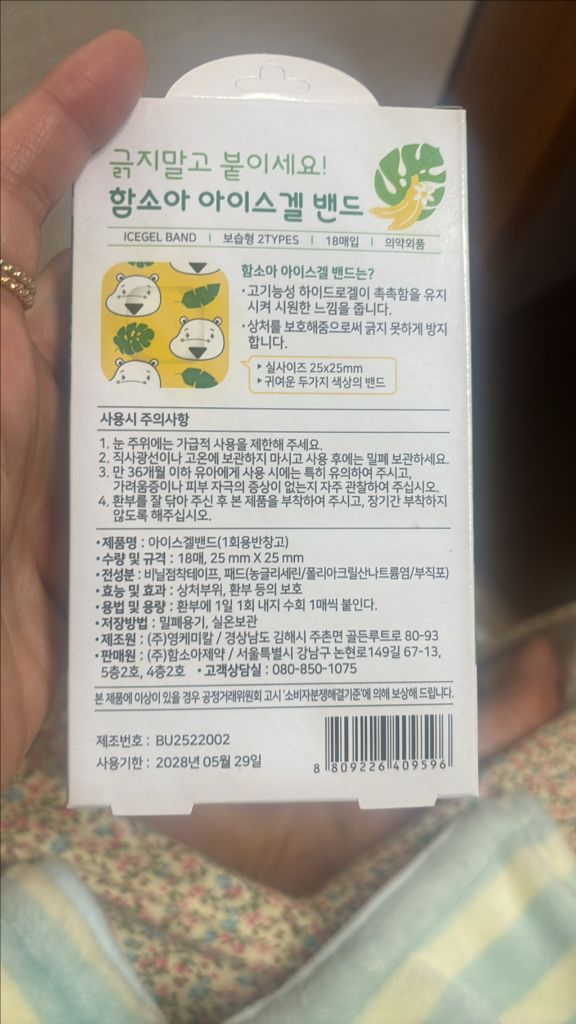 긁지말고 붙이세요!
함소아 아이스겔 밴드
ICEGEL BAND | 보습형 2TYPES | 18매입 | 의약외품
함소아 아이스겔 밴드는?
·고기능성 하이드로겔이 촉촉함을 유지
시켜 시원한 느낌을 줍니다.
·상처를 보호해줌으로써 긁지 못하게 방지
합니다.
▸실사이즈 25x25mm
▸귀여운 두가지 색상의 밴드
사용시 주의사항
1. 눈 주위에는 가급적 사용을 제한해 주세요.
2. 직사광선이나 고온에 보관하지 마시고 사용 후에는 밀폐 보관하세요.
3. 만 36개월 이하 유아에게 사용 시에는 특히 유의하여 주시고,
가려움증이나 피부 자극의 증상이 없는지 자주 관찰하여 주십시오.
4. 환부를 잘 닦아 주신 후 본 제품을 부착하여 주시고, 장기간 부착하지
않도록 해주십시오.
•제품명 : 아이스겔밴드(1회용반창고)
•수량 및 규격 : 18매, 25 mm X 25 mm
•전성분 : 비닐점착테이프, 패드(농글리세린/폴리아크릴산나트륨염/부직포)
•효능 및 효과 : 상처부위, 환부 등의 보호
•용법 및 용량 : 환부에 1일 1회 내지 수회 1매씩 붙인다.
•저장방법 : 밀폐용기, 실온보관
•제조원 : (주)영케미칼 / 경상남도 김해시 주촌면 골든루트로 80-93
•판매원 : (주)함소아제약 / 서울특별시 강남구 논현로149길 67-13,
5층2호, 4층2호 •고객상담실 : 080-850-1075
본 제품에 이상이 있을 경우 공정거래위원회 고시 '소비자분쟁해결기준'에 의해 보상해 드립니다.
제조번호 : BU2522002
사용기한 : 2028년 05월 29일
8 809226 409596